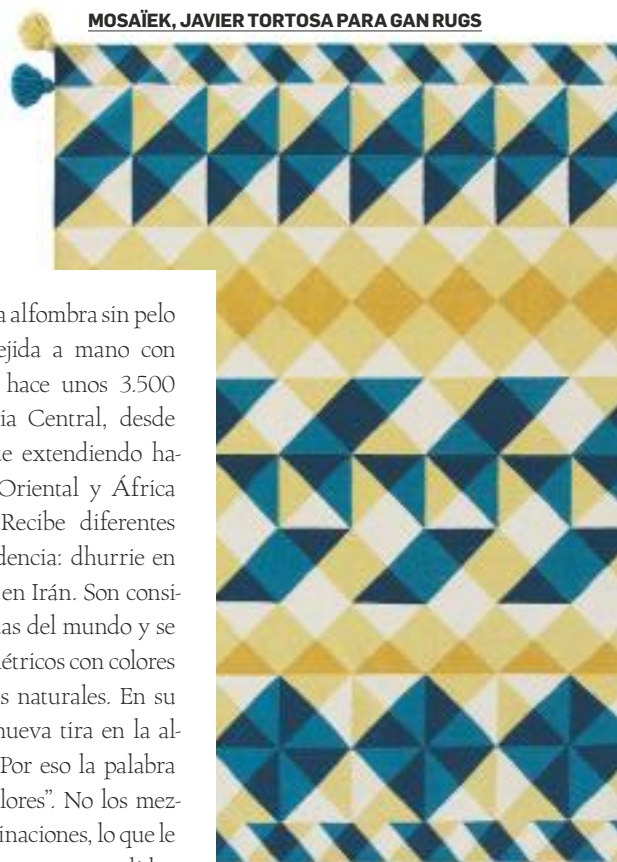 MOSAÏEK, JAVIER TORTOSA PARA GAN RUGS
a alfombra sin pelo
ejida a mano con
hace unos 3.500
ia Central, desde
e extendiendo ha-
Oriental y África
Recibe diferentes
dencia: dhurrie en
en Irán. Son consi-
as del mundo y se
étricos con colores
s naturales. En su
nueva tira en la al-
Por eso la palabra
lores”. No los mez-
inaciones, lo que le